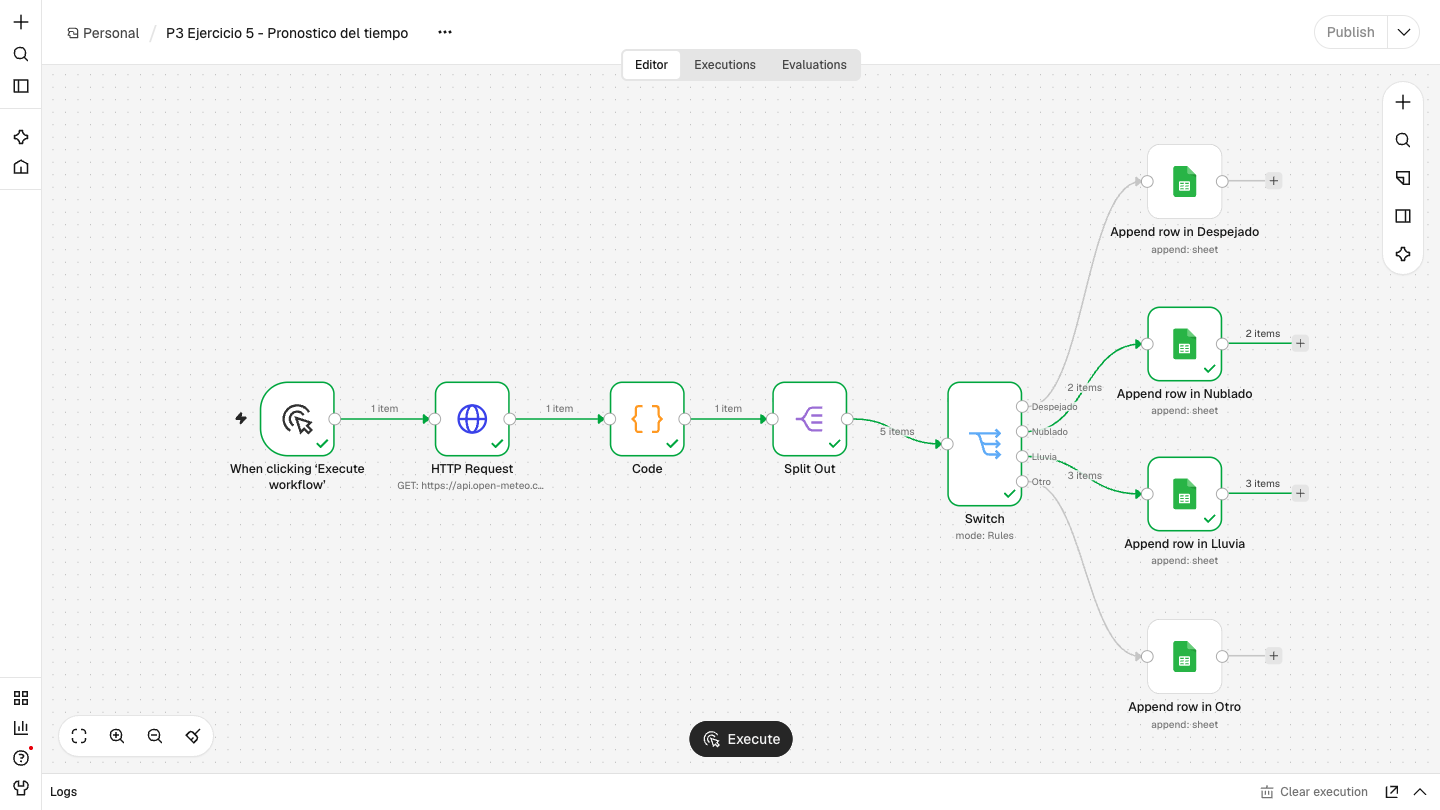 Personal / P3 Ejercicio 5 - Pronostico del tiempo ...
Publish
Editor Executions Evaluations
Append row in Despejado
append: sheet
2 items
Append row in Nublado
append: sheet
1 item
1 item
1 item
5 items
2 items
3 items
Despejado
Nublado
Lluvia
Otro
When clicking ‘Execute
workflow’
HTTP Request
GET: https://api.open-meteo.c...
Code
Split Out
Switch
mode: Rules
3 items
Append row in Lluvia
append: sheet
Append row in Otro
append: sheet
Execute
Logs
Clear execution